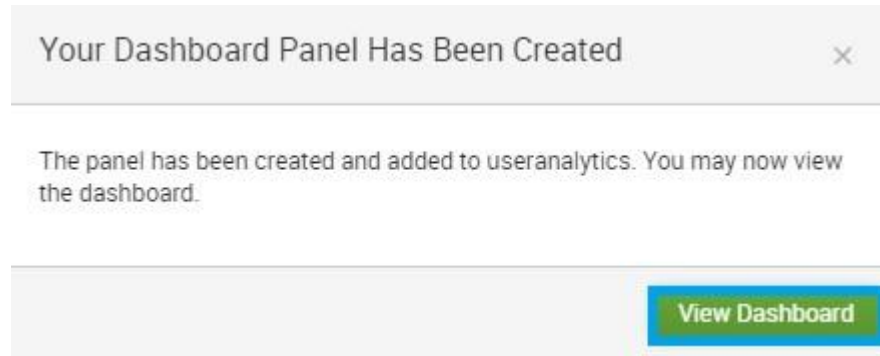 Your Dashboard Panel Has Been Created
The panel has been created and added to useranalytics. You may now view
the dashboard.
View Dashboard